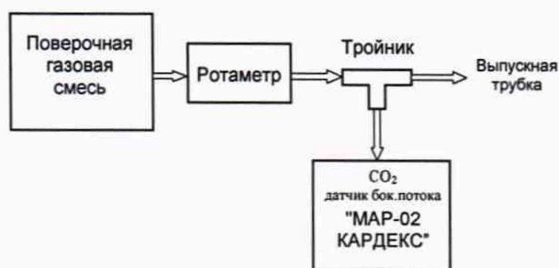 Поверочная
газовая
смесь
Ротаметр
Тройник
Выпускная
трубка
CO₂
датчик бок.потока
"МАР-02
КАРДЕКС"